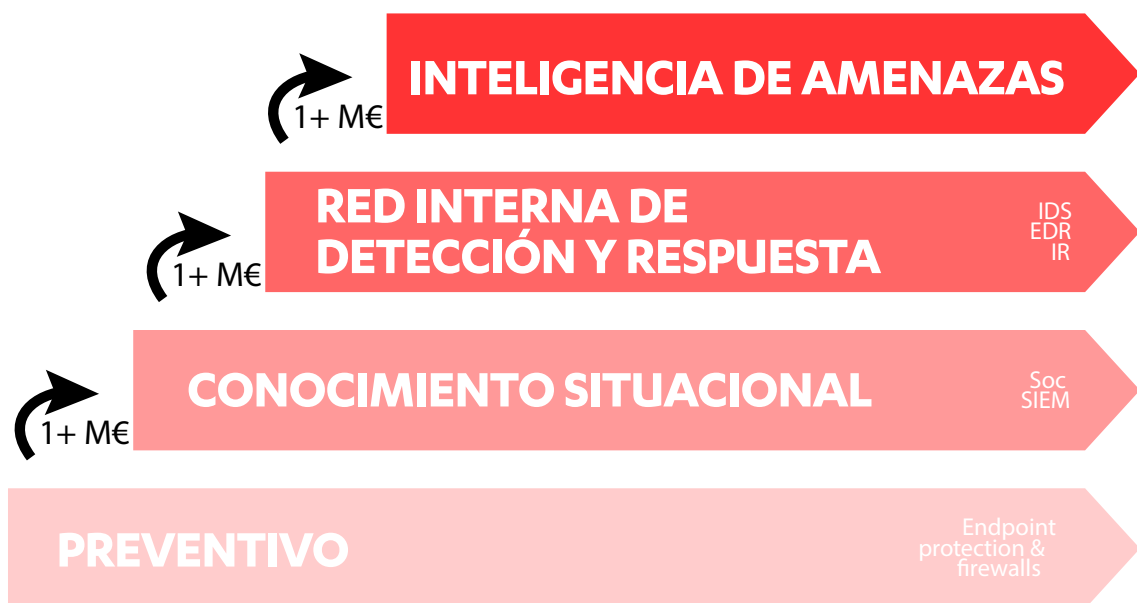 INTELIGENCIA DE AMENAZAS
1+ M€
RED INTERNA DE
DETECCIÓN Y RESPUESTA
IDS
EDR
IR
1+ M€
CONOCIMIENTO SITUACIONAL
Soc
SIEM
1+ M€
PREVENTIVO
Endpoint
protection &
firewalls